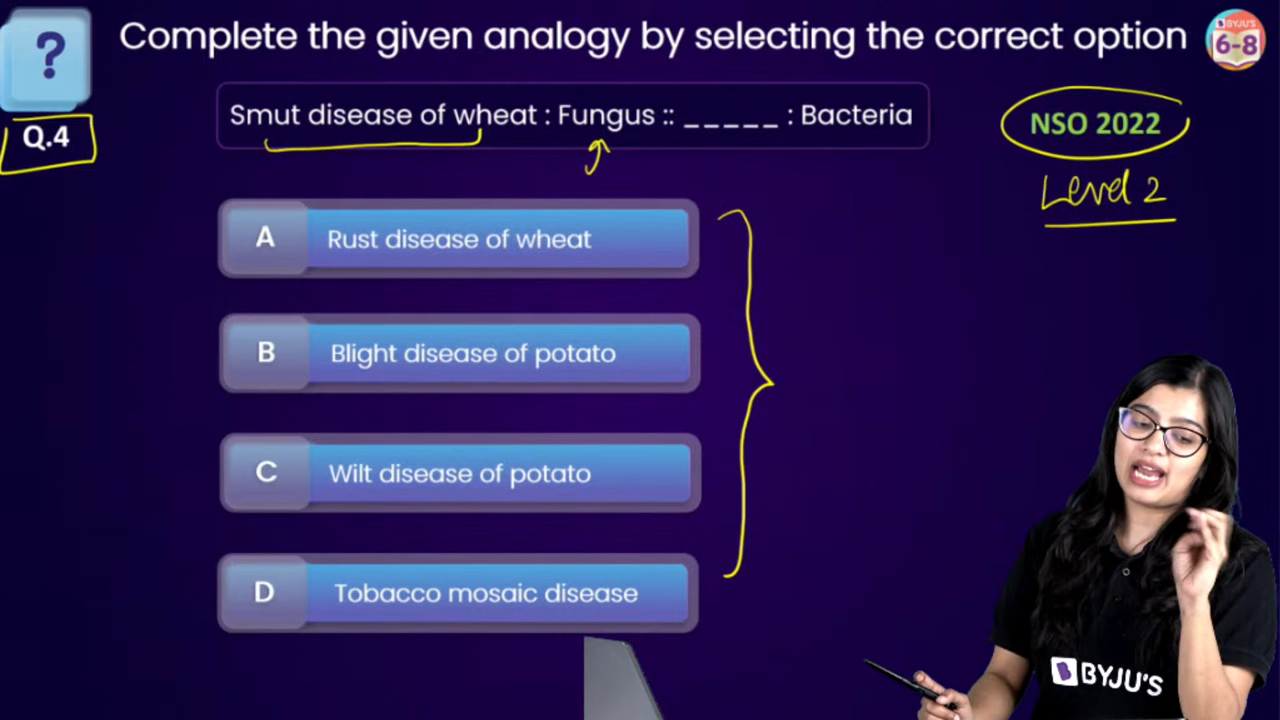 ?
Complete the given analogy by selecting the correct option
BYJU'S
6-8
Q.4
Smut disease of wheat : Fungus :: _ _ _ _ _ : Bacteria
NSO 2022
Level 2
A Rust disease of wheat
B Blight disease of potato
C Wilt disease of potato
D Tobacco mosaic disease
BYJU'S